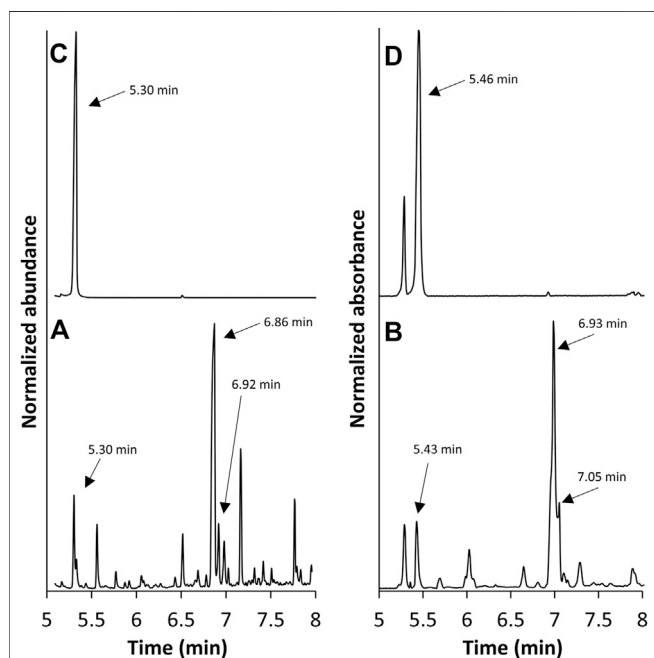 C
5.30 min
Normalized abundance
A
6.86 min
6.92 min
5.30 min
5 5.5 6 6.5 7 7.5 8
Time (min)
D
5.46 min
Normalized absorbance
B
6.93 min
5.43 min
7.05 min
5 5.5 6 6.5 7 7.5 8
Time (min)